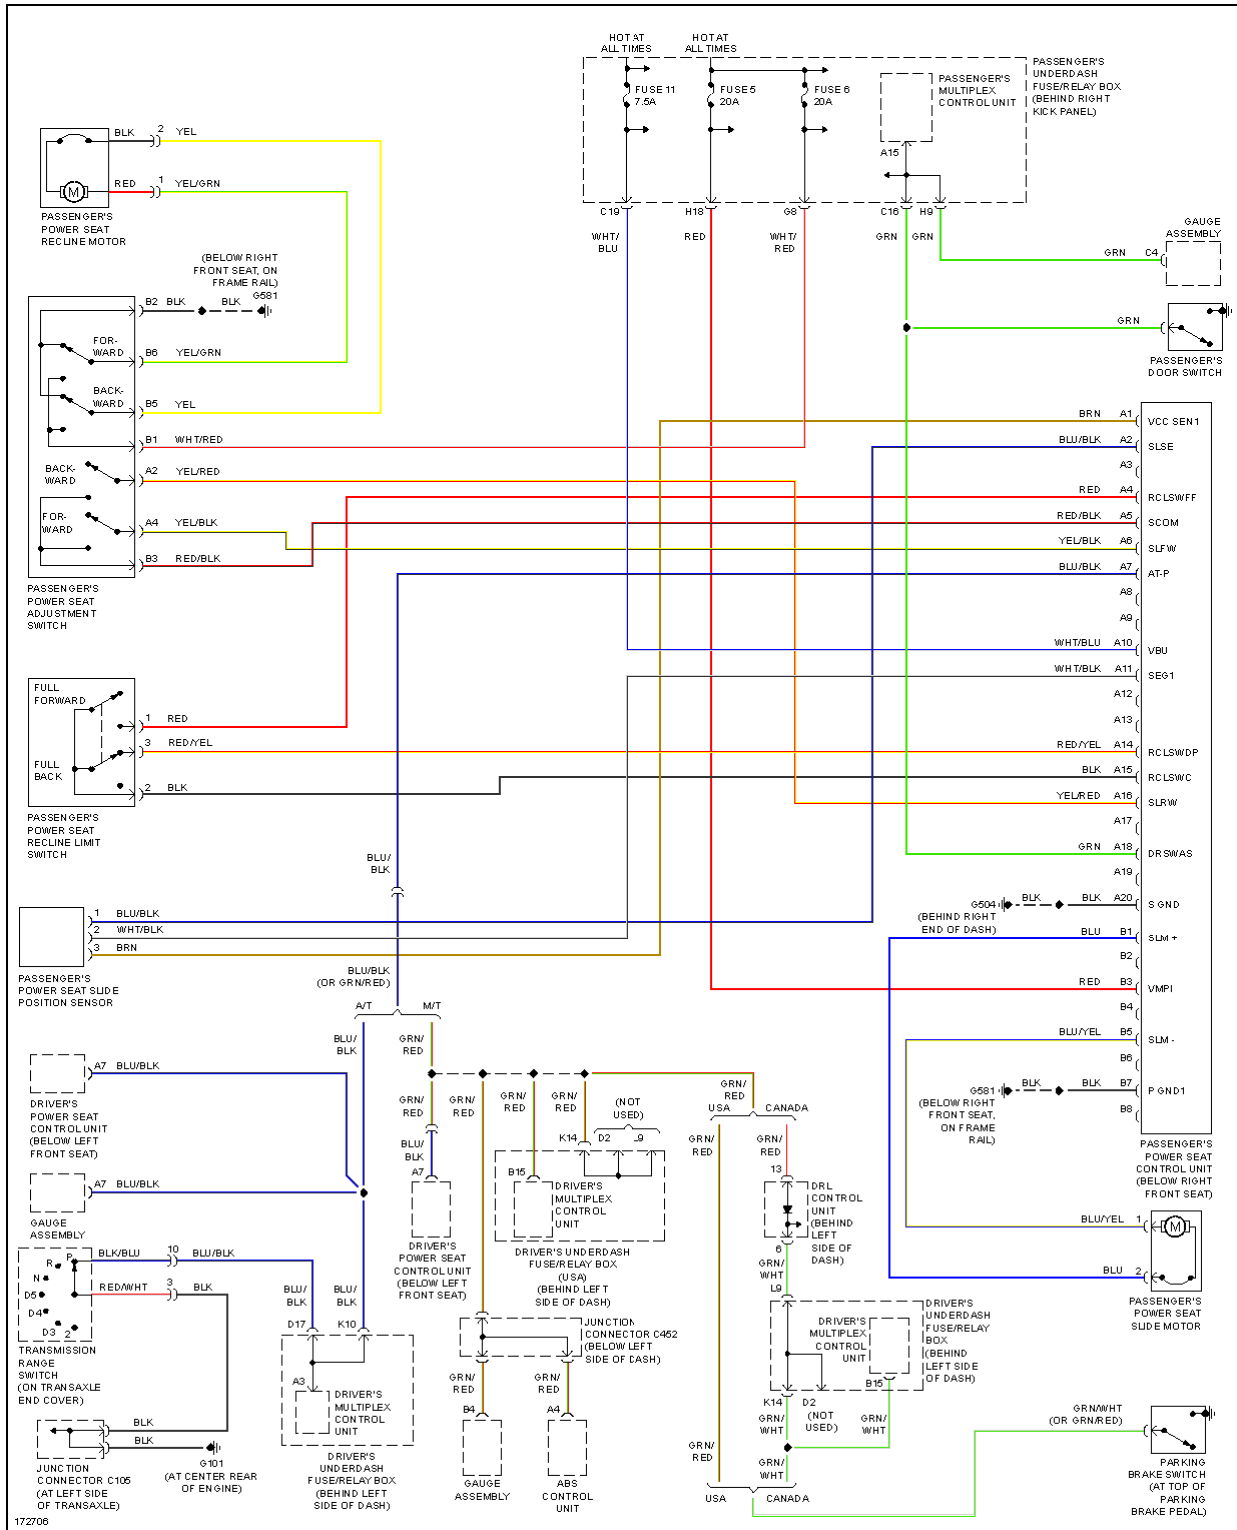 HOT AT
ALL TIMES
HOT AT
ALL TIMES
FUSE 11
7.5A
FUSE 5
20A
FUSE 6
20A
PASSENGER'S
MULTIPLEX
CONTROL UNIT
A15
PASSENGER'S
UNDERDASH
FUSE/RELAY BOX
(BEHIND RIGHT
KICK PANEL)
C19
H18
G8
C16
H9
WHT/
BLU
RED
WHT/
RED
GRN
GRN
BLK
2
YEL
RED
1
YEL/GRN
M
PASSENGER'S
POWER SEAT
RECLINE MOTOR
GAUGE
ASSEMBLY
GRN
C4
GRN
PASSENGER'S
DOOR SWITCH
(BELOW RIGHT
FRONT SEAT, ON
FRAME RAIL)
G581
B2
BLK
BLK
FOR-
WARD
B6
YEL/GRN
BACK-
WARD
B5
YEL
B1
WHT/RED
BACK-
WARD
A2
YEL/RED
FOR-
WARD
A4
YEL/BLK
B3
RED/BLK
PASSENGER'S
POWER SEAT
ADJUSTMENT
SWITCH
FULL
FORWARD
1
RED
3
RED/YEL
FULL
BACK
2
BLK
PASSENGER'S
POWER SEAT
RECLINE LIMIT
SWITCH
1
BLU/BLK
2
WHT/BLK
3
BRN
PASSENGER'S
POWER SEAT SLIDE
POSITION SENSOR
BRN
A1
VCC SEN1
BLU/BLK
A2
SLSE
A3
RED
A4
RCLSWFF
RED/BLK
A5
SCOM
YEL/BLK
A6
SLFW
BLU/BLK
A7
AT-P
A8
A9
WHT/BLU
A10
VBU
WHT/BLK
A11
SEG1
A12
A13
RED/YEL
A14
RCLSWDP
BLK
A15
RCLSWC
YEL/RED
A16
SLRW
A17
GRN
A18
DRSWAS
A19
G504
BLK
BLK
A20
S GND
(BEHIND RIGHT
END OF DASH)
BLU
B1
SLM +
B2
RED
B3
VMPI
B4
BLU/YEL
B5
SLM -
B6
G581
BLK
BLK
B7
P GND1
(BELOW RIGHT
FRONT SEAT,
ON FRAME
RAIL)
B8
PASSENGER'S
POWER SEAT
CONTROL UNIT
(BELOW RIGHT
FRONT SEAT)
BLU/YEL
1
M
BLU
2
PASSENGER'S
POWER SEAT
SLIDE MOTOR
BLU/
BLK
BLU/BLK
(OR GRN/RED)
A/T
M/T
BLU/
BLK
GRN/
RED
A7
BLU/BLK
DRIVER'S
POWER SEAT
CONTROL UNIT
(BELOW LEFT
FRONT SEAT)
A7
BLU/BLK
GAUGE
ASSEMBLY
GRN/
RED
GRN/
RED
GRN/
RED
GRN/
RED
GRN/
RED
BLU/
BLK
A7
DRIVER'S
POWER SEAT
CONTROL UNIT
(BELOW LEFT
FRONT SEAT)
(NOT
USED)
K14
D2
L9
B15
DRIVER'S
MULTIPLEX
CONTROL
UNIT
DRIVER'S UNDERDASH
FUSE/RELAY BOX
(USA)
(BEHIND LEFT
SIDE OF DASH)
USA
CANADA
GRN/
RED
GRN/
RED
13
DRL
CONTROL
UNIT
(BEHIND
LEFT
SIDE OF
DASH)
6
GRN/
WHT
L9
DRIVER'S
MULTIPLEX
CONTROL
UNIT
DRIVER'S
UNDERDASH
FUSE/RELAY
BOX
(BEHIND
LEFT SIDE
OF DASH)
B15
K14
D2
(NOT
USED)
GRN/
WHT
GRN/
WHT
GRN/
RED
GRN/
WHT
USA
CANADA
P
R
N
D5
D4
D3
2
BLK/BLU
10
BLU/BLK
RED/WHT
3
BLK
TRANSMISSION
RANGE
SWITCH
(ON TRANSAXLE
END COVER)
BLK
BLK
JUNCTION
CONNECTOR C105
(AT LEFT SIDE
OF TRANSAXLE)
G101
(AT CENTER REAR
OF ENGINE)
BLU/
BLK
BLU/
BLK
D17
K10
A3
DRIVER'S
MULTIPLEX
CONTROL
UNIT
DRIVER'S
UNDERDASH
FUSE/RELAY BOX
(BEHIND LEFT
SIDE OF DASH)
JUNCTION
CONNECTOR C452
(BELOW LEFT
SIDE OF DASH)
GRN/
RED
GRN/
RED
B4
A4
GAUGE
ASSEMBLY
ABS
CONTROL
UNIT
GRN/WHT
(OR GRN/RED)
PARKING
BRAKE SWITCH
(AT TOP OF
PARKING
BRAKE PEDAL)
172706